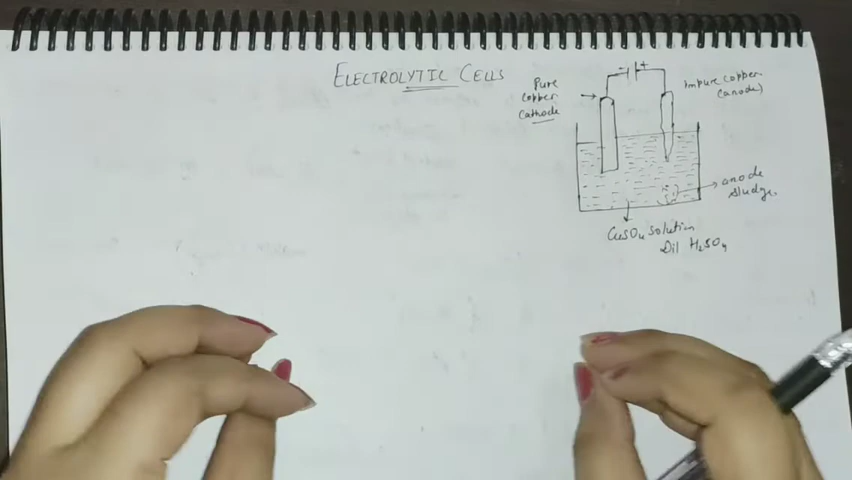 ELECTROLYTIC CELLS
Pure
copper
cathode
- +
Impure copper
(anode)
anode
sludge
CuSO4 solution
Dil H2SO4